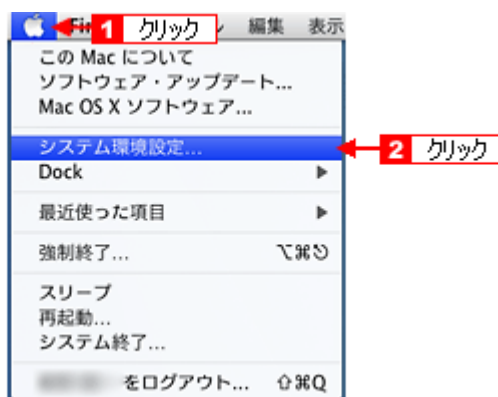 1 クリック 編集 表示
この Mac について
ソフトウェア・アップデート...
Mac OS X ソフトウェア...
システム環境設定... 2 クリック
Dock
最近使った項目
強制終了... ⌥⌘⎋
スリープ
再起動...
システム終了...
をログアウト... ⇧⌘Q